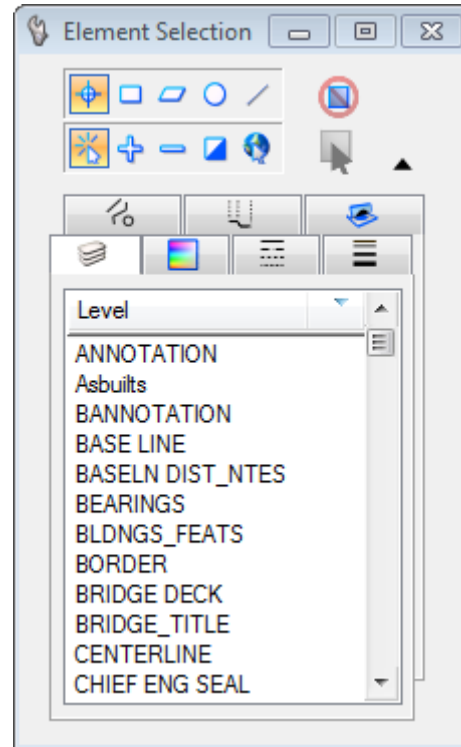 Element Selection
Level
ANNOTATION
Asbuilts
BANNOTATION
BASE LINE
BASELN DIST_NTES
BEARINGS
BLDNGS_FEATS
BORDER
BRIDGE DECK
BRIDGE_TITLE
CENTERLINE
CHIEF ENG SEAL